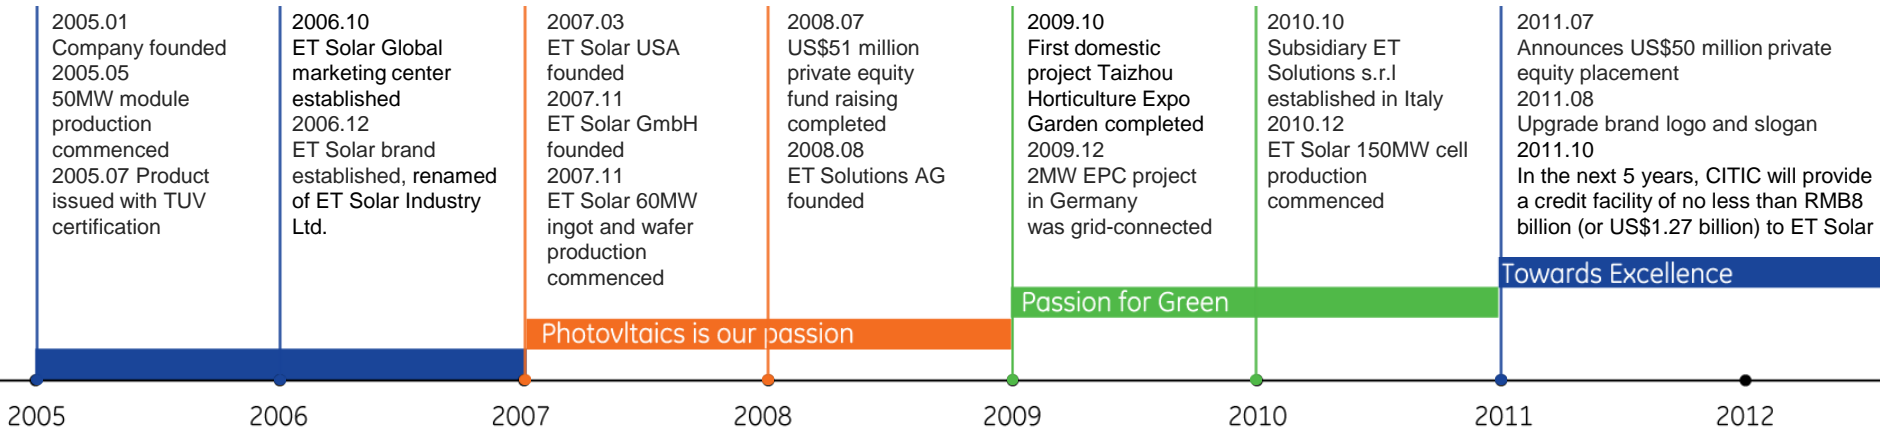 2005.01
Company founded
2005.05
50MW module
production
commenced
2005.07 Product
issued with TUV
certification
2006.10
ET Solar Global
marketing center
established
2006.12
ET Solar brand
established, renamed
of ET Solar Industry
Ltd.
2007.03
ET Solar USA
founded
2007.11
ET Solar GmbH
founded
2007.11
ET Solar 60MW
ingot and wafer
production
commenced
2008.07
US$51 million
private equity
fund raising
completed
2008.08
ET Solutions AG
founded
2009.10
First domestic
project Taizhou
Horticulture Expo
Garden completed
2009.12
2MW EPC project
in Germany
was grid-connected
2010.10
Subsidiary ET
Solutions s.r.l
established in Italy
2010.12
ET Solar 150MW cell
production
commenced
2011.07
Announces US$50 million private
equity placement
2011.08
Upgrade brand logo and slogan
2011.10
In the next 5 years, CITIC will provide
a credit facility of no less than RMB8
billion (or US$1.27 billion) to ET Solar
Towards Excellence
Passion for Green
Photovltaics is our passion
2005
2006
2007
2008
2009
2010
2011
2012